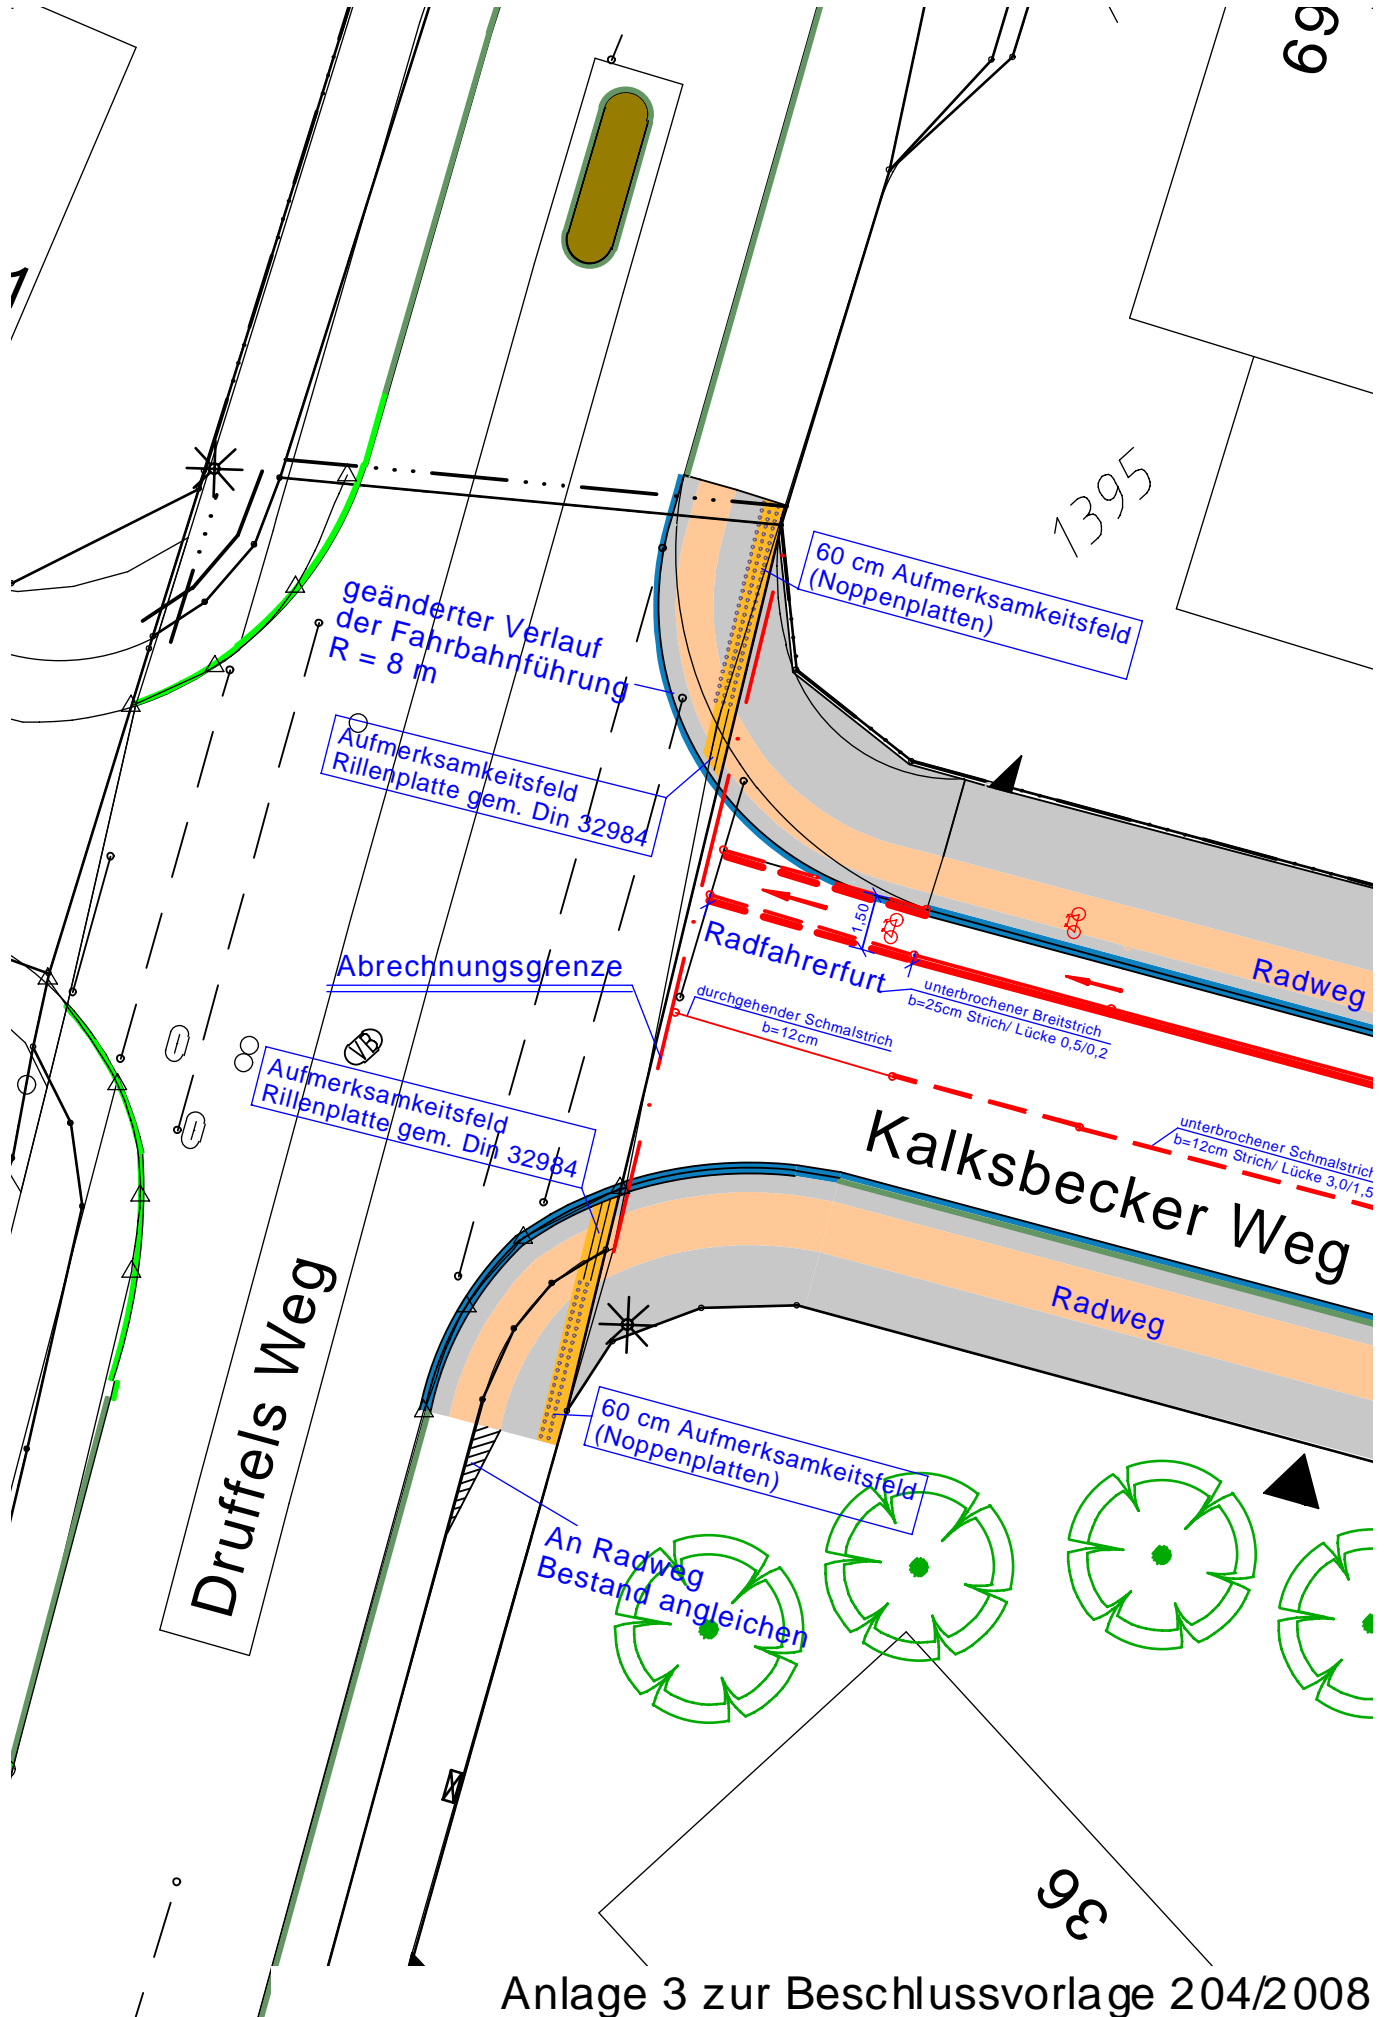 69
1
1395
60 cm Aufmerksamkeitsfeld
(Noppenplatten)
geänderter Verlauf
der Fahrbahnführung
R = 8 m
Aufmerksamkeitsfeld
Rillenplatte gem. Din 32984
1,50
Radfahrerfurt
Radweg
Abrechnungsgrenze
unterbrochener Breitstrich
b=25cm Strich/ Lücke 0,5/0,2
durchgehender Schmalstrich
b=12cm
VB
Aufmerksamkeitsfeld
Rillenplatte gem. Din 32984
unterbrochener Schmalstrich
b=12cm Strich/ Lücke 3,0/1,5
Kalksbecker Weg
Radweg
Druffels Weg
60 cm Aufmerksamkeitsfeld
(Noppenplatten)
An Radweg
Bestand angleichen
36
Anlage 3 zur Beschlussvorlage 204/2008